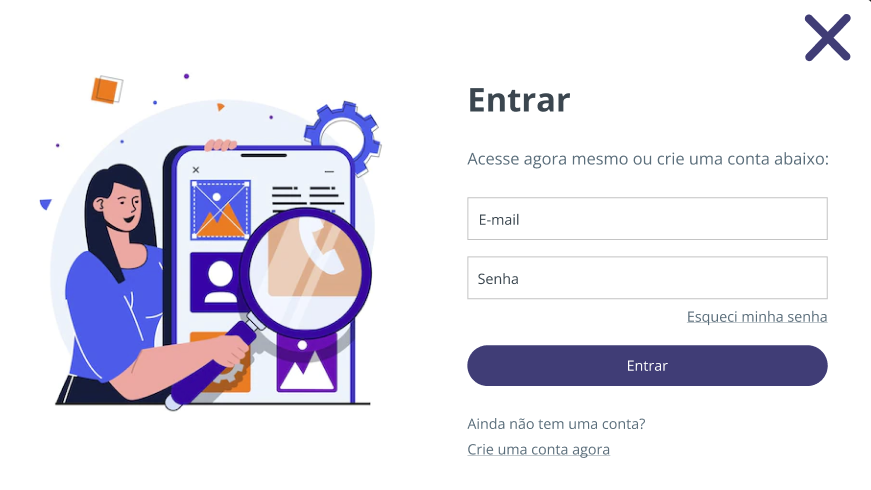 Entrar
Acesse agora mesmo ou crie uma conta abaixo:
E-mail
Senha
Esqueci minha senha
Entrar
Ainda não tem uma conta?
Crie uma conta agora